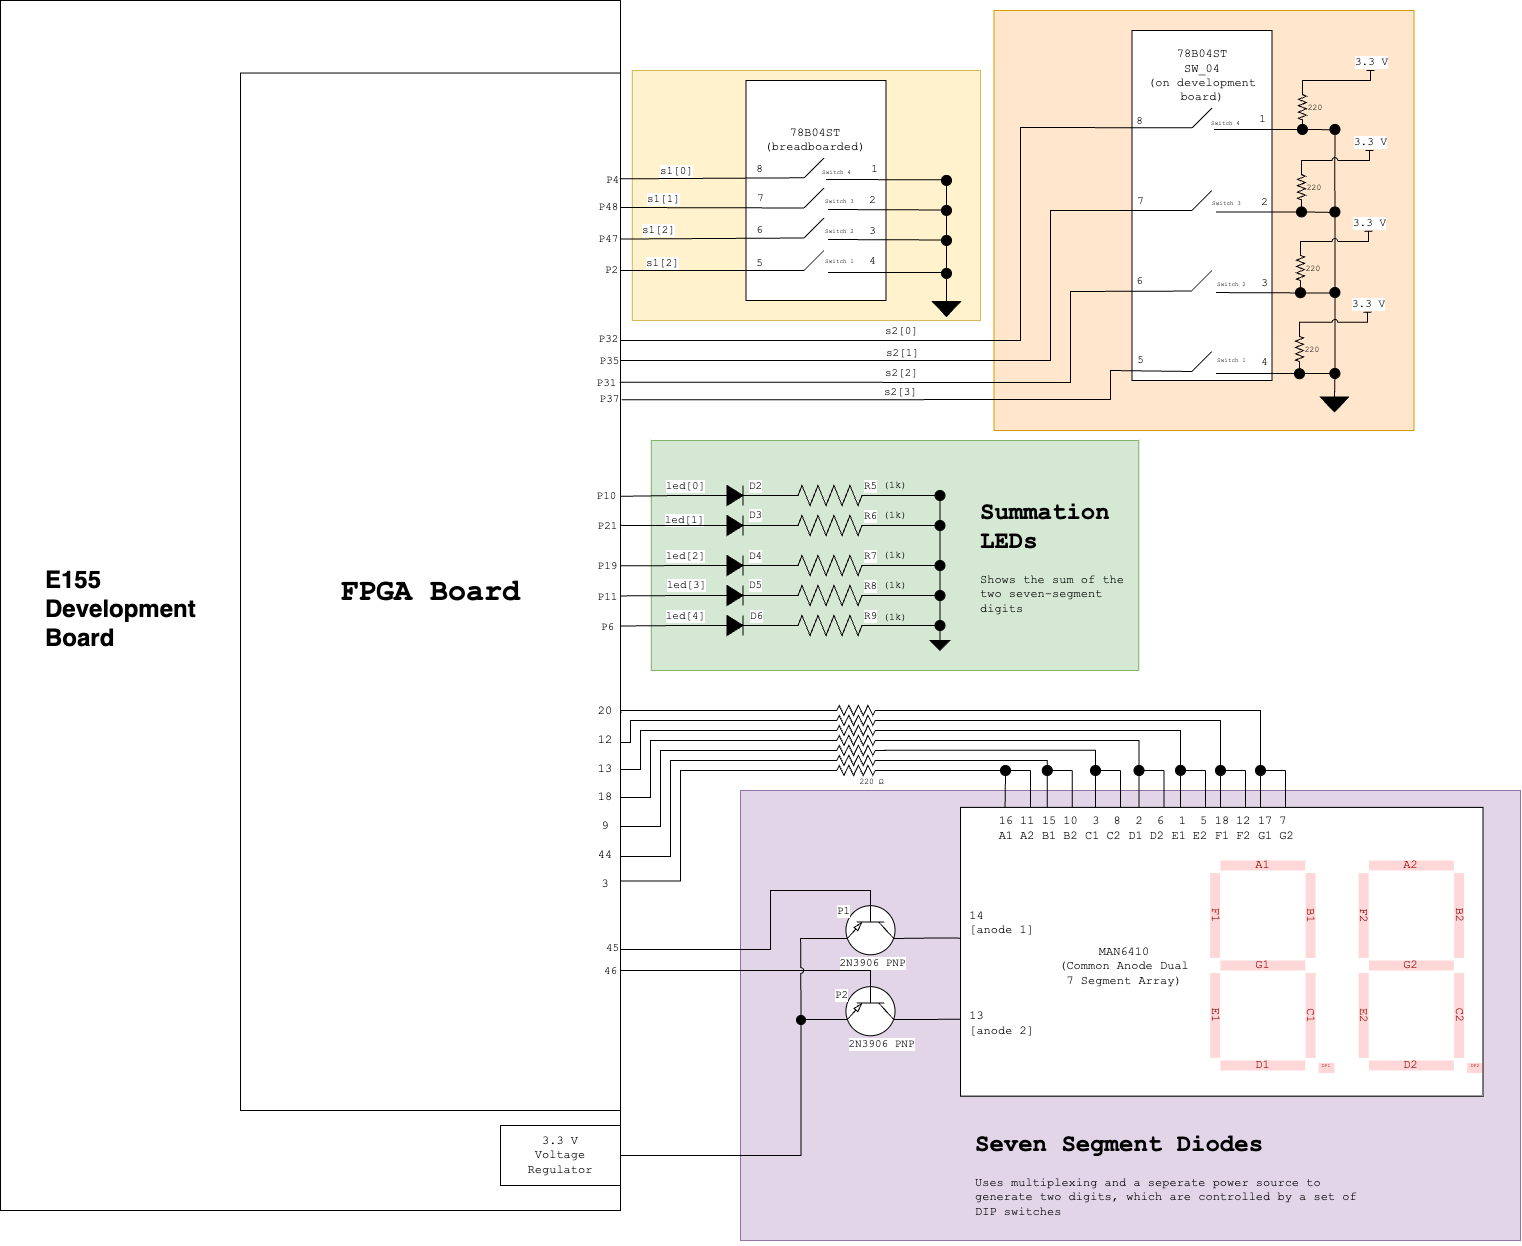 E155
Development
Board
FPGA Board
78B04ST
(breadboarded)
P4
s1[0]
8
Switch 4
1
P48
s1[1]
7
Switch 3
2
P47
s1[2]
6
Switch 2
3
P2
s1[2]
5
Switch 1
4
78B04ST
SW_04
(on development
board)
3.3 V
220
8
Switch 4
1
3.3 V
220
7
Switch 3
2
3.3 V
220
6
Switch 2
3
3.3 V
220
5
Switch 1
4
P32
s2[0]
P35
s2[1]
P31
s2[2]
P37
s2[3]
P10
led[0]
D2
R5 (1k)
P21
led[1]
D3
R6 (1k)
P19
led[2]
D4
R7 (1k)
P11
led[3]
D5
R8 (1k)
P6
led[4]
D6
R9 (1k)
Summation
LEDs
Shows the sum of the
two seven-segment
digits
20
12
13
18
9
44
3
220 Ω
45
46
16 11 15 10 3 8 2 6 1 5 18 12 17 7
A1 A2 B1 B2 C1 C2 D1 D2 E1 E2 F1 F2 G1 G2
P1
2N3906 PNP
P2
2N3906 PNP
14
[anode 1]
13
[anode 2]
MAN6410
(Common Anode Dual
7 Segment Array)
A1
F1
B1
G1
E1
C1
D1
DP1
A2
F2
B2
G2
E2
C2
D2
DP2
3.3 V
Voltage
Regulator
Seven Segment Diodes
Uses multiplexing and a seperate power source to
generate two digits, which are controlled by a set of
DIP switches